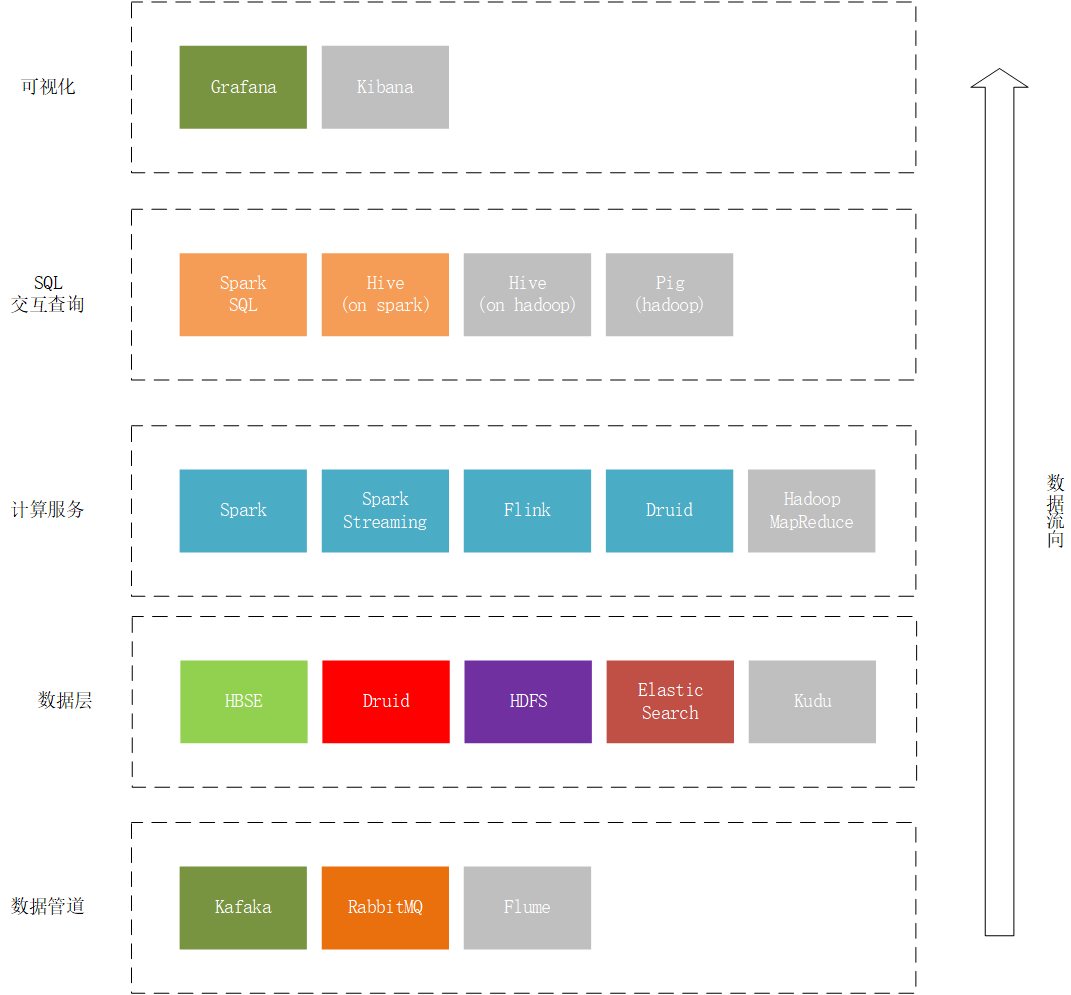 可视化
Grafana
Kibana
SQL
交互查询
Spark
SQL
Hive
(on spark)
Hive
(on hadoop)
Pig
(hadoop)
计算服务
Spark
Spark
Streaming
Flink
Druid
Hadoop
MapReduce
数据流向
数据层
HBSE
Druid
HDFS
Elastic
Search
Kudu
数据管道
Kafaka
RabbitMQ
Flume